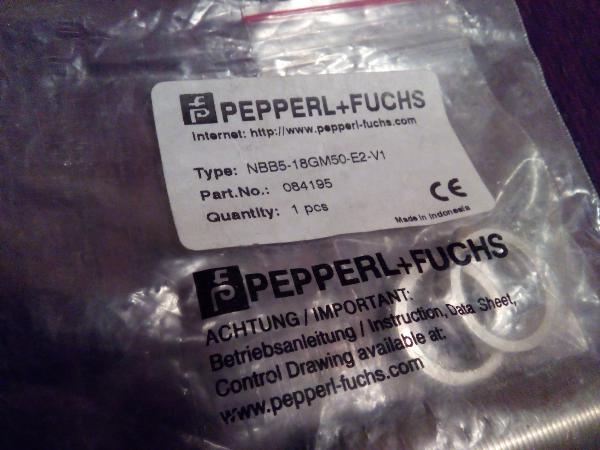 PEPPERL+FUCHS
Internet: http://www.pepperl-fuchs.com
Type: NBB5-18GM50-E2-V1
Part.No.: 084195
Quantity: 1 pcs
CE
Made in Indonesia
PEPPERL+FUCHS
ACHTUNG / IMPORTANT:
Betriebsanleitung / Instruction, Data Sheet,
Control Drawing available at:
www.pepperl-fuchs.com